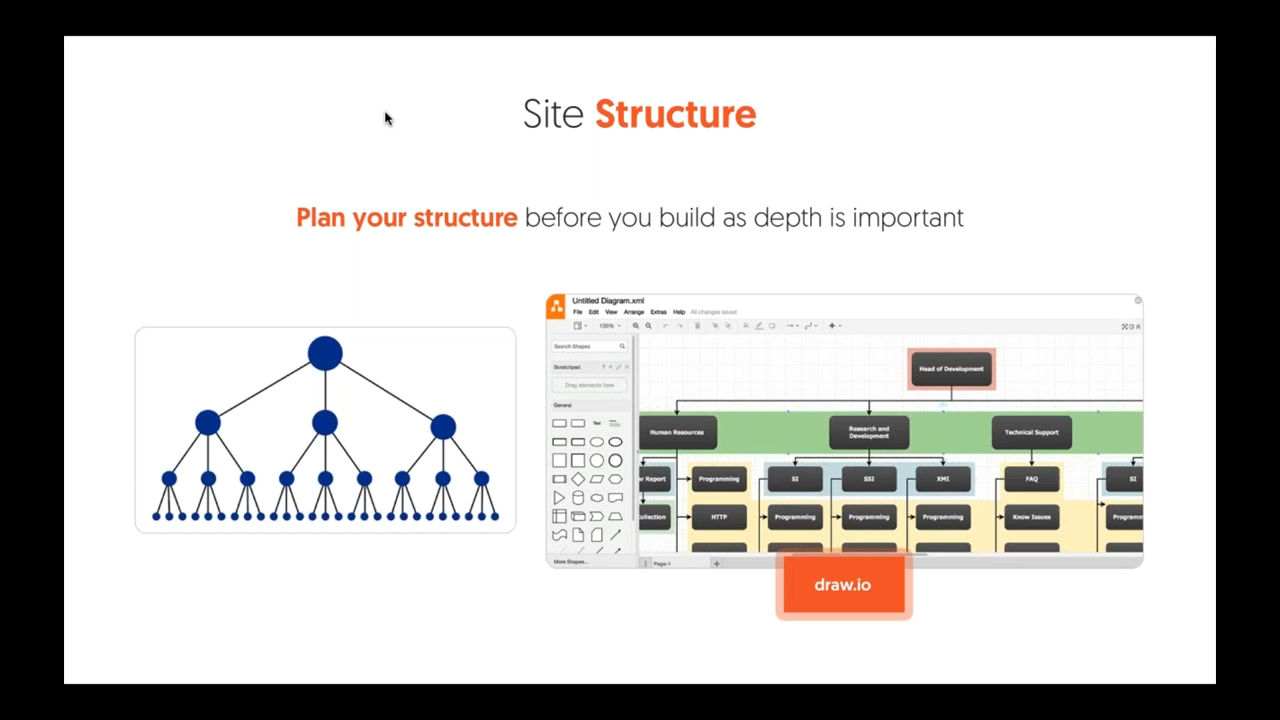 Site Structure
Plan your structure before you build as depth is important
Untitled Diagram.xml
File Edit View Arrange Extras Help All changes saved
100%
Search Shapes
Scratchpad
Drag elements here
General
Text
More Shapes...
Head of Development
Human Resources
Research and
Development
Technical Support
r Report
Programming
SI
SSI
XMI
FAQ
SI
ollection
HTTP
Programming
Programming
Programming
Know Issues
Programm
Page-1
draw.io